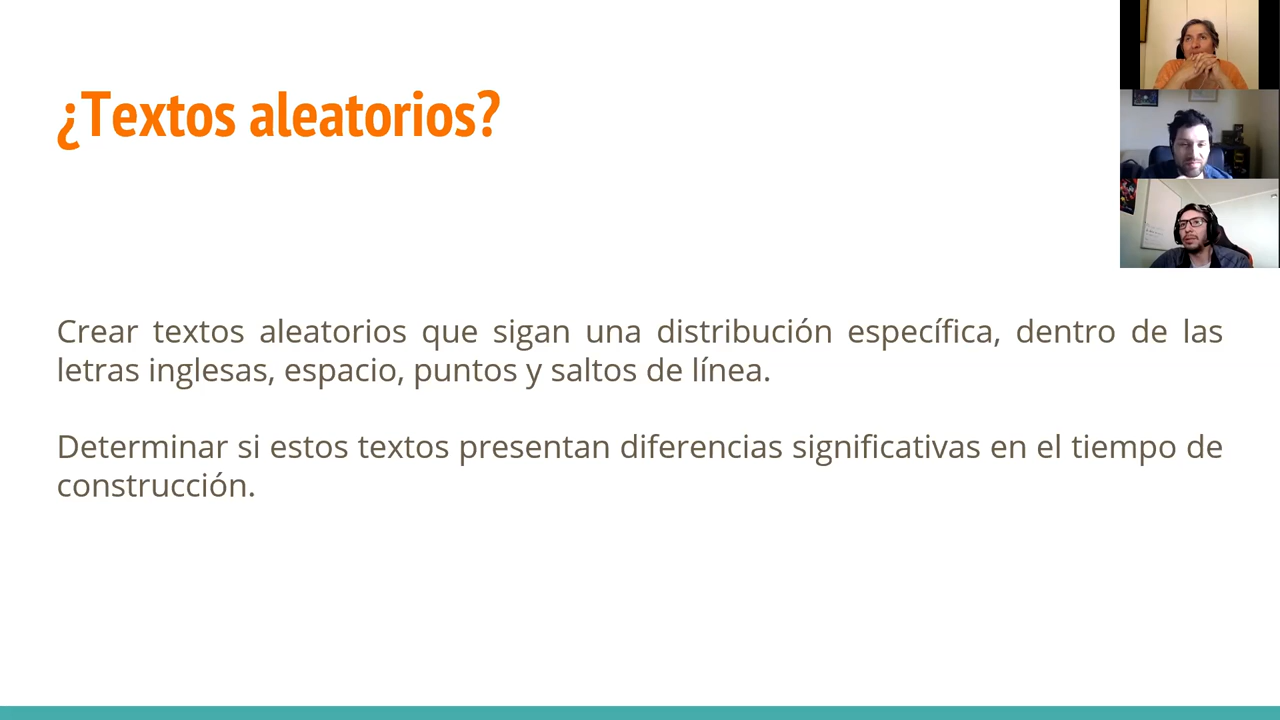 ¿Textos aleatorios?
Crear textos aleatorios que sigan una distribución específica, dentro de las
letras inglesas, espacio, puntos y saltos de línea.
Determinar si estos textos presentan diferencias significativas en el tiempo de
construcción.